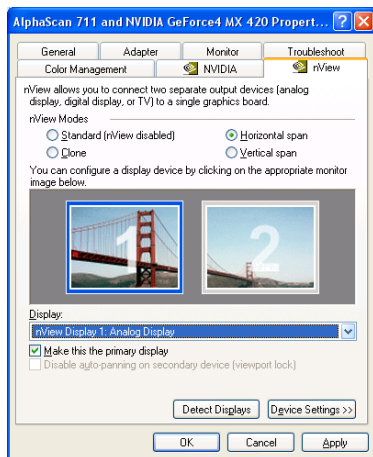 AlphaScan 711 and NVIDIA GeForce4 MX 420 Propert...
General Adapter Monitor Troubleshoot
Color Management NVIDIA nView
nView allows you to connect two separate output devices (analog
display, digital display, or TV) to a single graphics board.
nView Modes
Standard (nView disabled) Horizontal span
Clone Vertical span
You can configure a display device by clicking on the appropriate monitor
image below.
1 2
Display:
nView Display 1: Analog Display
Make this the primary display
Disable auto-panning on secondary device (viewport lock)
Detect Displays Device Settings >>
OK Cancel Apply